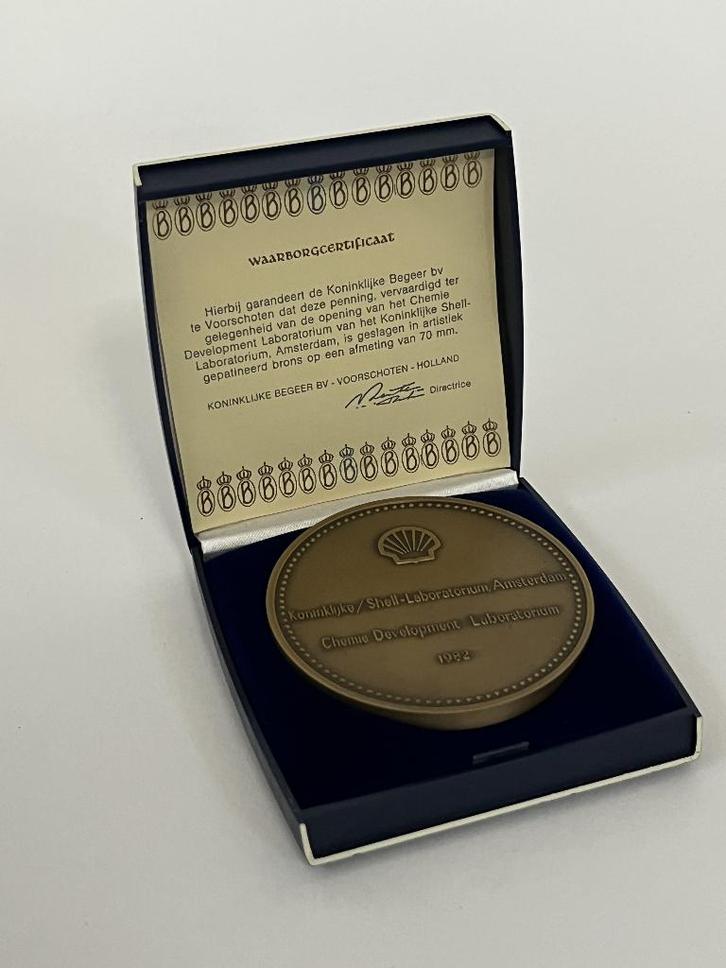 WAARBORGCERTIFICAAT
Hierbij garandeert de Koninklijke Begeer bv
te Voorschoten dat deze penning, vervaardigd ter
gelegenheid van de opening van het Chemie
Development Laboratorium van het Koninklijke Shell-
Laboratorium, Amsterdam, is geslagen in artistiek
gepatineerd brons op een afmeting van 70 mm.
KONINKLIJKE BEGEER BV - VOORSCHOTEN - HOLLAND
Directrice
Koninklijke/Shell-Laboratorium, Amsterdam
Chemie Development Laboratorium
1982